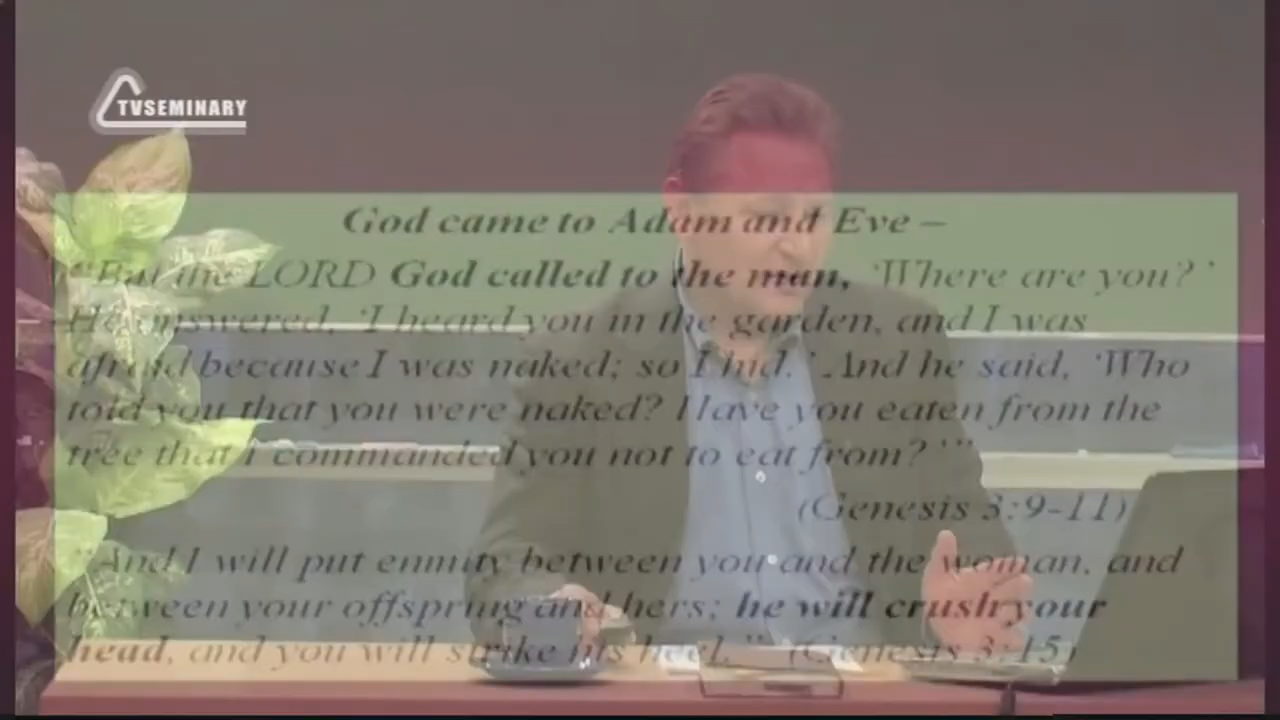 TVSEMINARY
God came to Adam and Eve –
"But the LORD God called to the man, 'Where are you?'
He answered, 'I heard you in the garden, and I was
afraid because I was naked; so I hid.' And he said, 'Who
told you that you were naked? Have you eaten from the
tree that I commanded you not to eat from?'"
(Genesis 3:9-11)
"And I will put enmity between you and the woman, and
between your offspring and hers; he will crush your
head, and you will strike his heel." (Genesis 3:15)